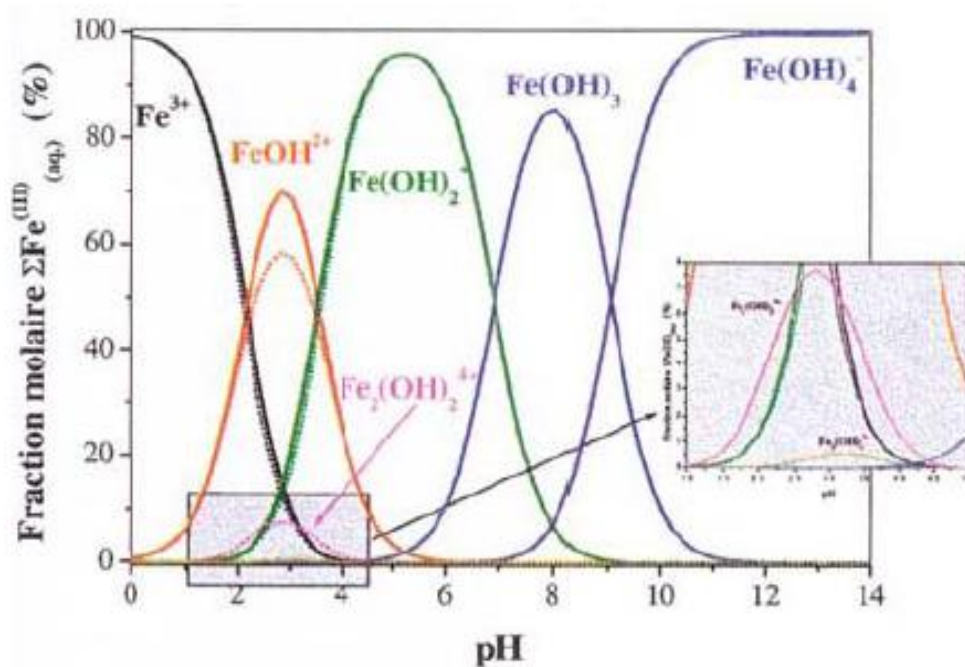 Fraction molaire ΣFe(III)(aq.) (%)
100
80
60
40
20
0
Fe3+
FeOH2+
Fe(OH)2+
Fe(OH)3
Fe(OH)4-
Fe2(OH)24+
0 2 4 6 8 10 12 14
pH
pH